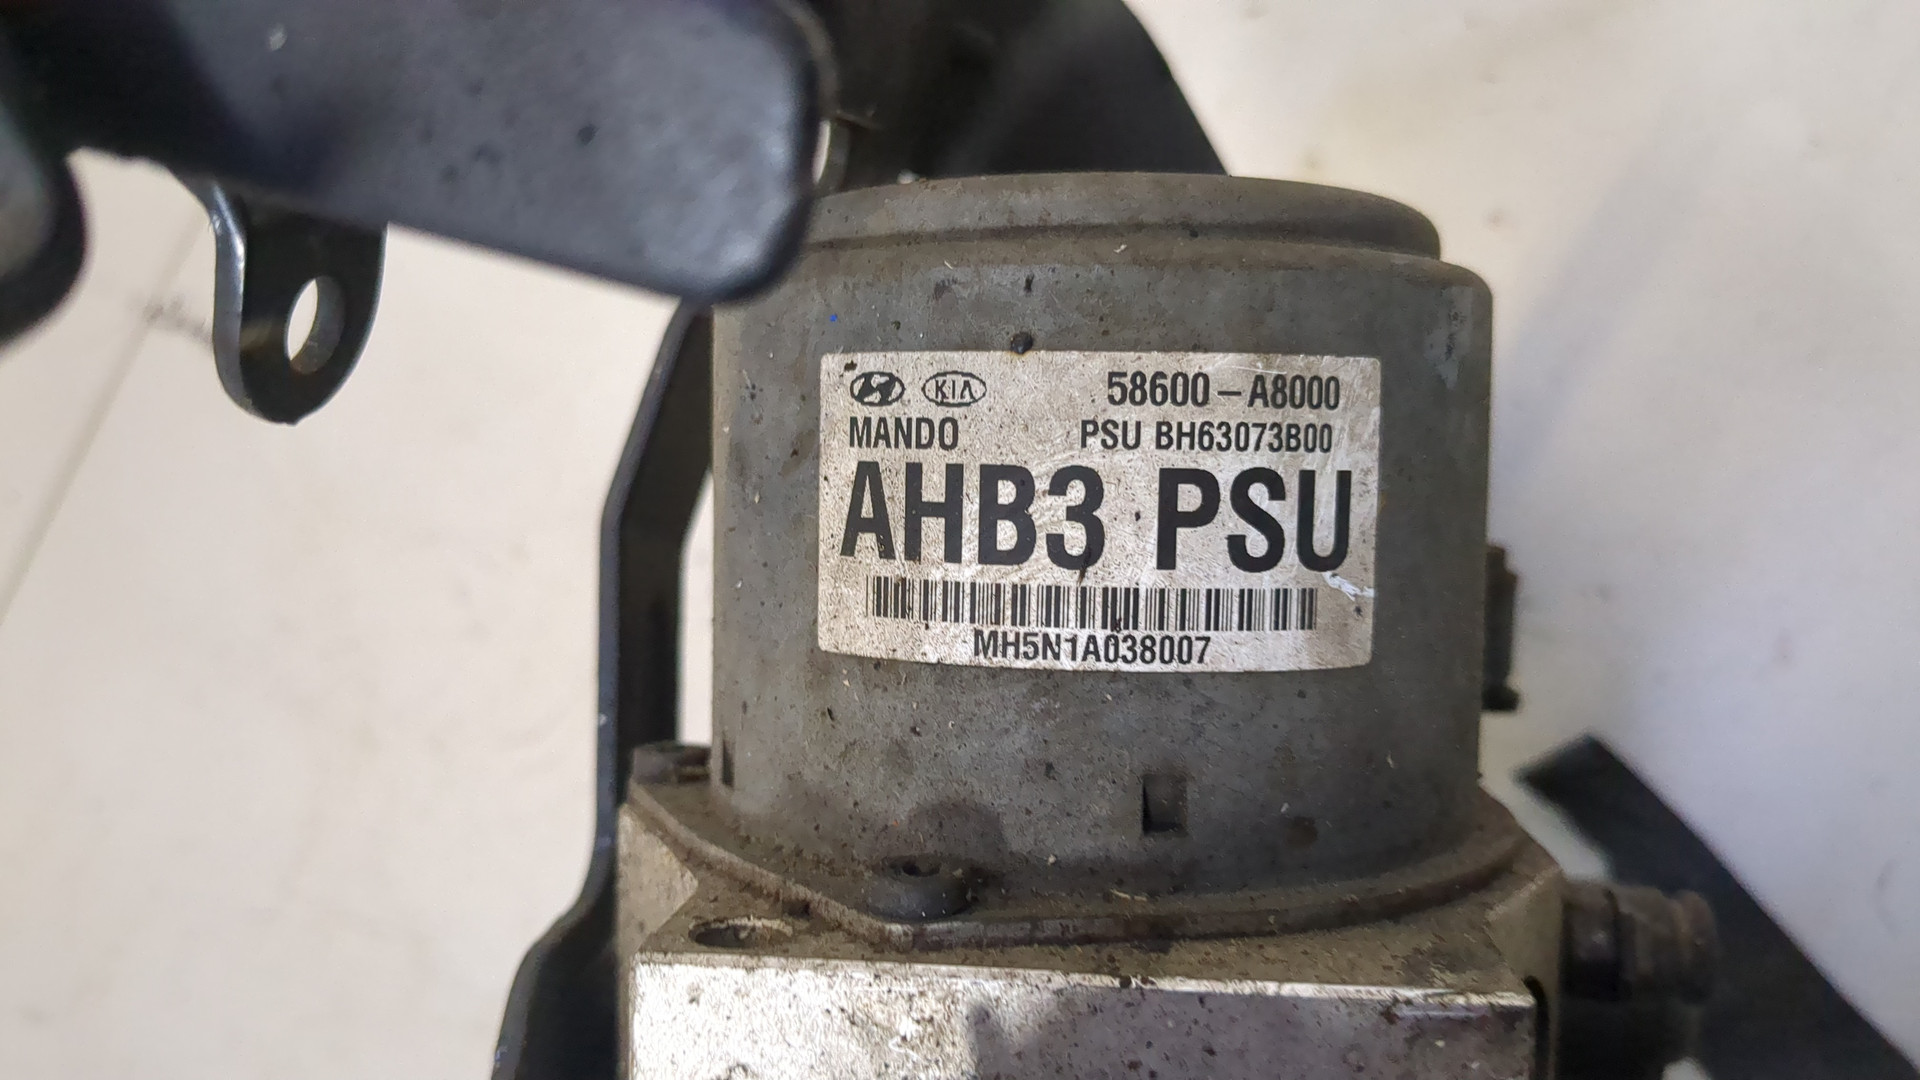 KIA 58600-A8000
MANDO PSU BH63073B00
AHB3 PSU
MH5N1A038007